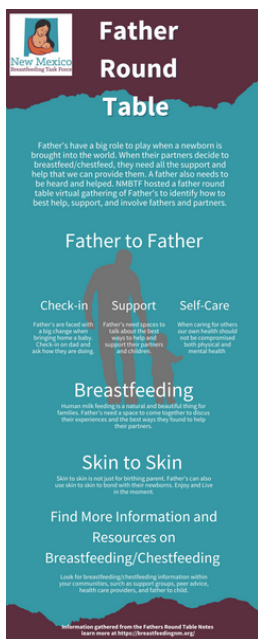 New Mexico
Breastfeeding Task Force
Father
Round
Table
Father's have a big role to play when a newborn is
brought into the world. When their partners decide to
breastfeed/chestfeed, they need all the support and
help that we can provide them. A father also needs to
be heard and helped. NMBTF hosted a father round
table virtual gathering of Father's to identify how to
best help, support, and involve fathers and partners.
Father to Father
Check-in
Father's are faced with
a big change when
bringing home a baby.
Check-in on dad and
ask how they are doing.
Support
Father's need spaces to
talk about the best
ways to help and
support their partners
and children.
Self-Care
When caring for others
our own health should
not be compromised
both physical and
mental health
Breastfeeding
Human milk feeding is a natural and beautiful thing for
families. Father's need a space to come together to discus
their experiences and the best ways they found to help
their partners.
Skin to Skin
Skin to skin is not just for birthing parent. Father's can also
use skin to skin to bond with their newborns. Enjoy and Live
in the moment.
Find More Information and
Resources on
Breastfeeding/Chestfeeding
Look for breastfeeding/chestfeeding information within
your communities, such as support groups, peer advice,
health care providers, and father to child.
Information gathered from the Fathers Round Table Notes
learn more at https://breastfeedingnm.org/